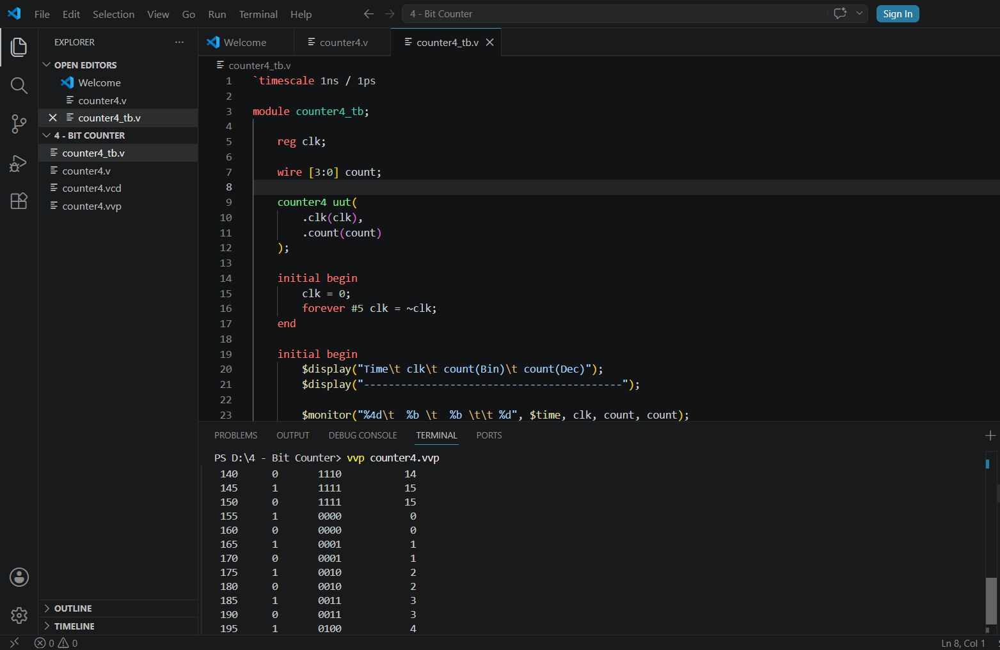 File Edit Selection View Go Run Terminal Help 4 - Bit Counter Sign In
EXPLORER
OPEN EDITORS
Welcome
counter4.v
counter4_tb.v
4 - BIT COUNTER
counter4_tb.v
counter4.v
counter4.vcd
counter4.vvp
OUTLINE
TIMELINE
Welcome counter4.v counter4_tb.v
counter4_tb.v
1 `timescale 1ns / 1ps
2
3 module counter4_tb;
4
5 reg clk;
6
7 wire [3:0] count;
8
9 counter4 uut(
10 .clk(clk),
11 .count(count)
12 );
13
14 initial begin
15 clk = 0;
16 forever #5 clk = ~clk;
17 end
18
19 initial begin
20 $display("Time\t clk\t count(Bin)\t count(Dec)");
21 $display("------------------------------------------");
22
23 $monitor("%4d\t  %b \t  %b \t\t %d", $time, clk, count, count);
PROBLEMS OUTPUT DEBUG CONSOLE TERMINAL PORTS
PS D:\4 - Bit Counter> vvp counter4.vvp
140 0 1110 14
145 1 1111 15
150 0 1111 15
155 1 0000 0
160 0 0000 0
165 1 0001 1
170 0 0001 1
175 1 0010 2
180 0 0010 2
185 1 0011 3
190 0 0011 3
195 1 0100 4
0 0 Ln 8, Col 1